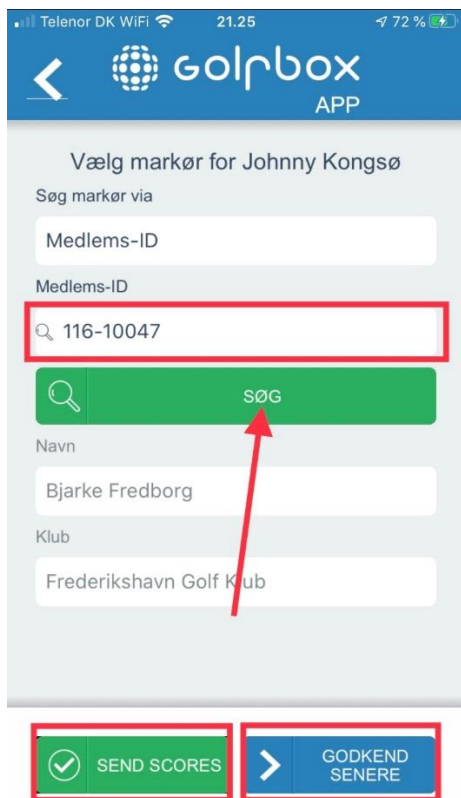 Telenor DK WiFi 21.25 72 %
GOLFBOX
APP
Vælg markør for Johnny Kongsø
Søg markør via
Medlems-ID
Medlems-ID
116-10047
SØG
Navn
Bjarke Fredborg
Klub
Frederikshavn Golf Klub
SEND SCORES
GODKEND
SENERE